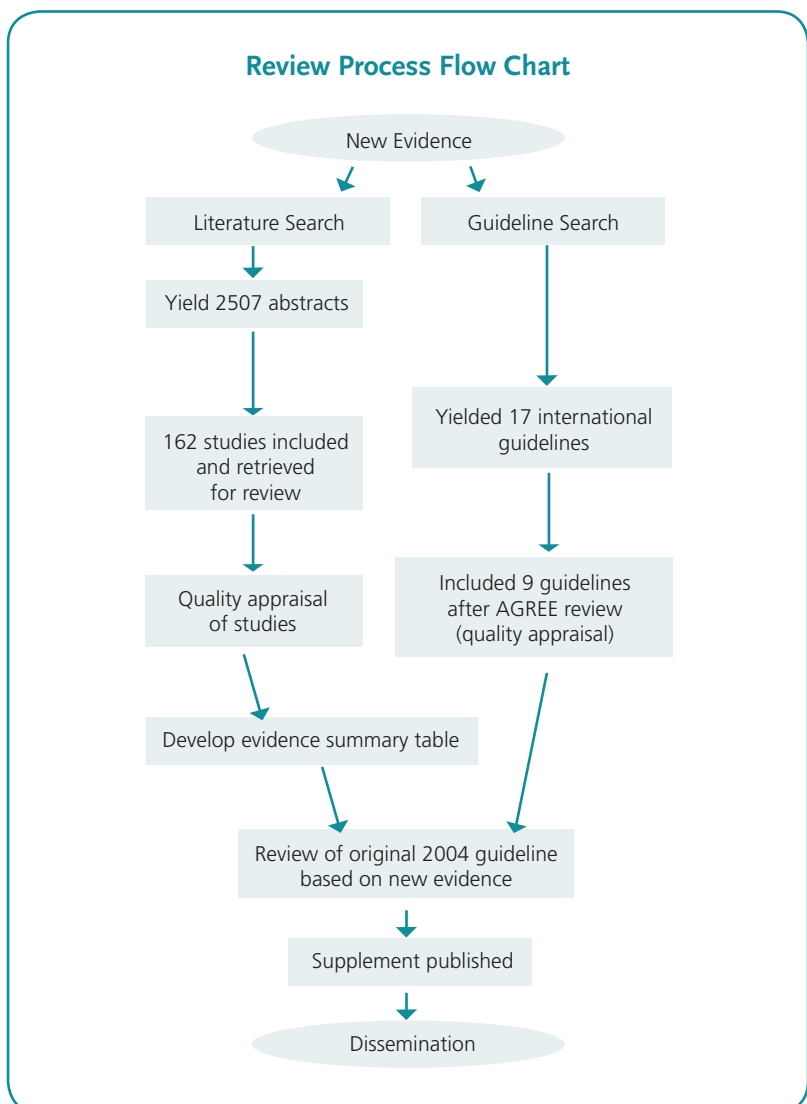 Review Process Flow Chart
New Evidence
Literature Search
Guideline Search
Yield 2507 abstracts
162 studies included
and retrieved
for review
Yielded 17 international
guidelines
Quality appraisal
of studies
Included 9 guidelines
after AGREE review
(quality appraisal)
Develop evidence summary table
Review of original 2004 guideline
based on new evidence
Supplement published
Dissemination